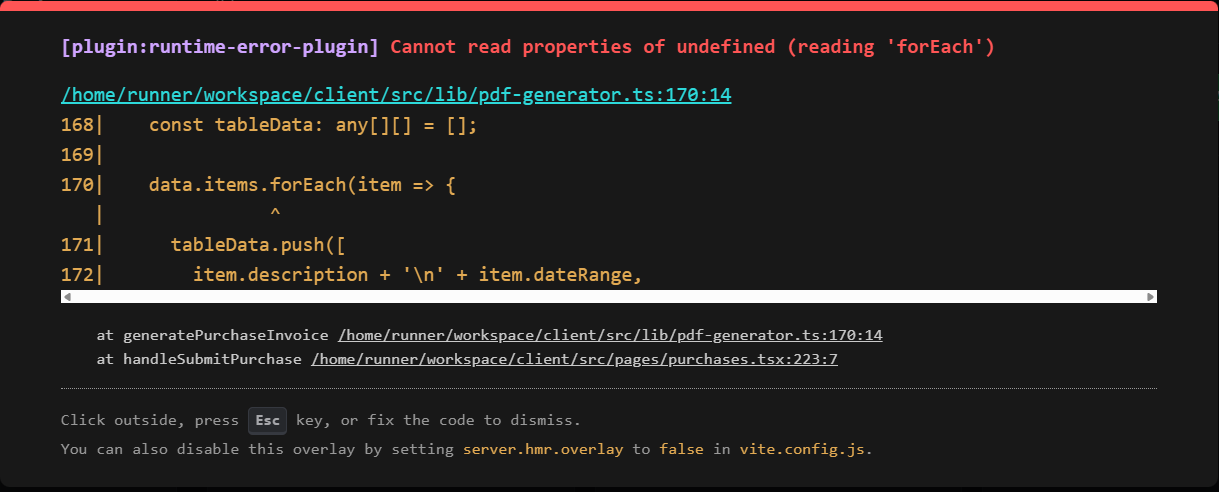 [plugin:runtime-error-plugin] Cannot read properties of undefined (reading 'forEach')
/home/runner/workspace/client/src/lib/pdf-generator.ts:170:14
168|    const tableData: any[][] = [];
169|
170|    data.items.forEach(item => {
   |               ^
171|      tableData.push([
172|        item.description + '\n' + item.dateRange,
at generatePurchaseInvoice /home/runner/workspace/client/src/lib/pdf-generator.ts:170:14
at handleSubmitPurchase /home/runner/workspace/client/src/pages/purchases.tsx:223:7
Click outside, press Esc key, or fix the code to dismiss.
You can also disable this overlay by setting server.hmr.overlay to false in vite.config.js.